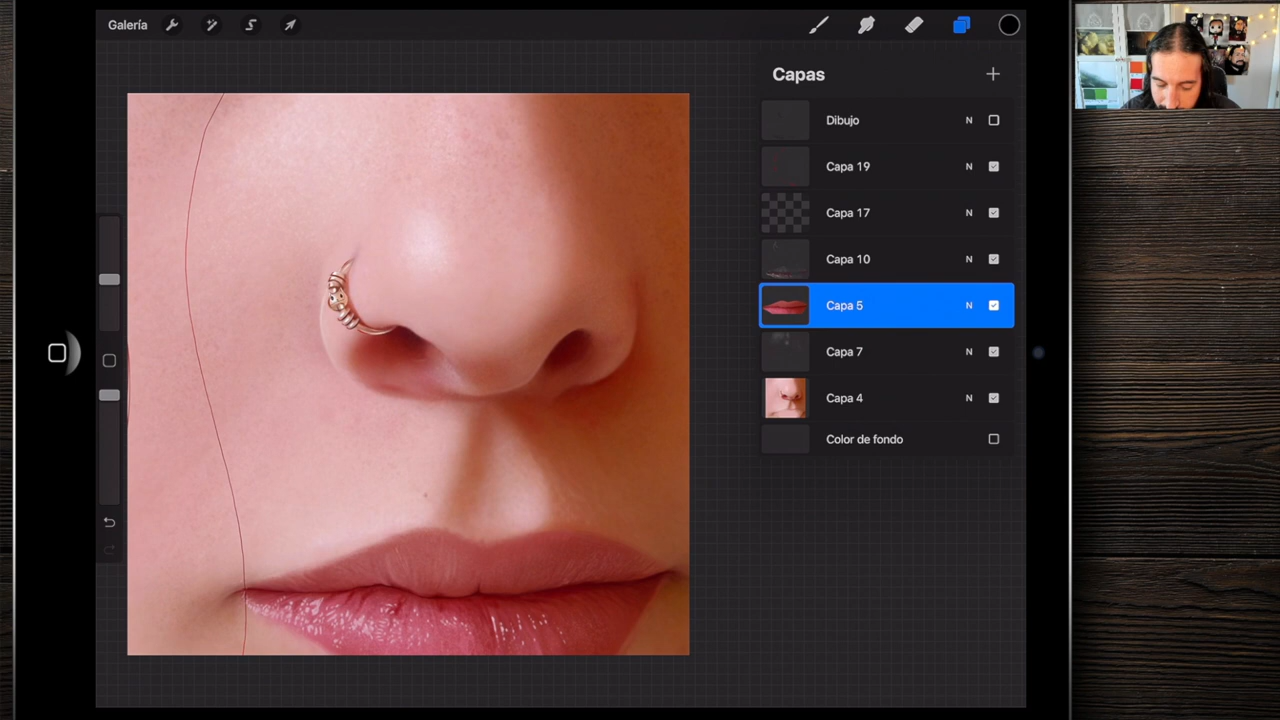 Galería
Capas
Dibujo N
Capa 19 N
Capa 17 N
Capa 10 N
Capa 5 N
Capa 7 N
Capa 4 N
Color de fondo